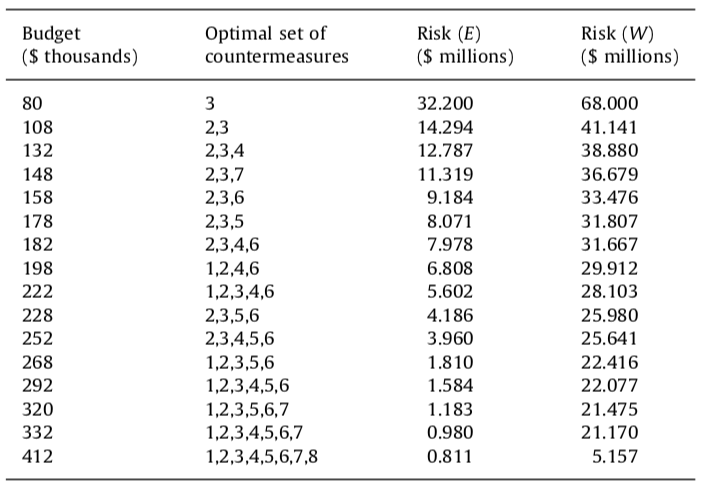 Budget Optimal set of Risk (E) Risk (W)
($ thousands) countermeasures ($ millions) ($ millions)
80 3 32.200 68.000
108 2,3 14.294 41.141
132 2,3,4 12.787 38.880
148 2,3,7 11.319 36.679
158 2,3,6 9.184 33.476
178 2,3,5 8.071 31.807
182 2,3,4,6 7.978 31.667
198 1,2,4,6 6.808 29.912
222 1,2,3,4,6 5.602 28.103
228 2,3,5,6 4.186 25.980
252 2,3,4,5,6 3.960 25.641
268 1,2,3,5,6 1.810 22.416
292 1,2,3,4,5,6 1.584 22.077
320 1,2,3,5,6,7 1.183 21.475
332 1,2,3,4,5,6,7 0.980 21.170
412 1,2,3,4,5,6,7,8 0.811 5.157